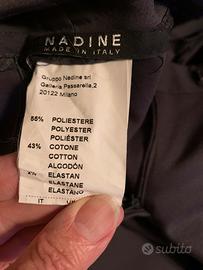 NADINE
MADE IN ITALY
Gruppo Nadine srl
Galleria Passarella,2
20122 Milano
55% POLIESTERE
POLYESTER
POLIÉSTER
43% COTONE
COTTON
ALGODÓN
ELASTAN
ELASTANE
ELASTANO
IT
subito